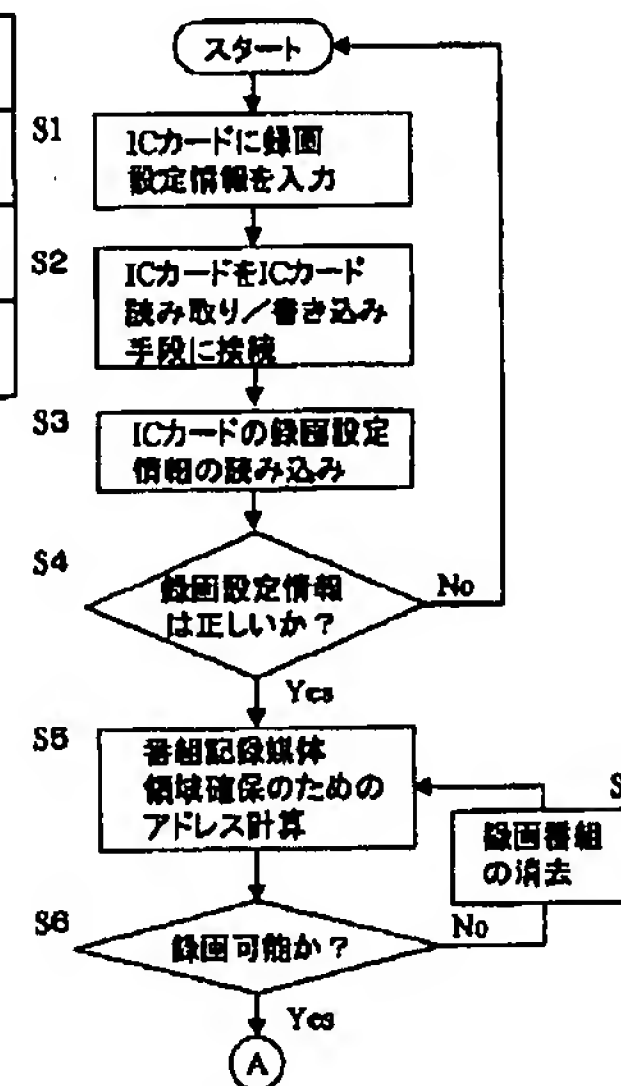 スタート
S1
ICカードに録画
設定情報を入力
S2
ICカードをICカード
読み取り／書き込み
手段に接続
S3
ICカードの録画設定
情報の読み込み
S4
録画設定情報
は正しいか？
No
Yes
S5
番組記録媒体
領域確保のための
アドレス計算
S
録画番組
の消去
S6
録画可能か？
No
Yes
A